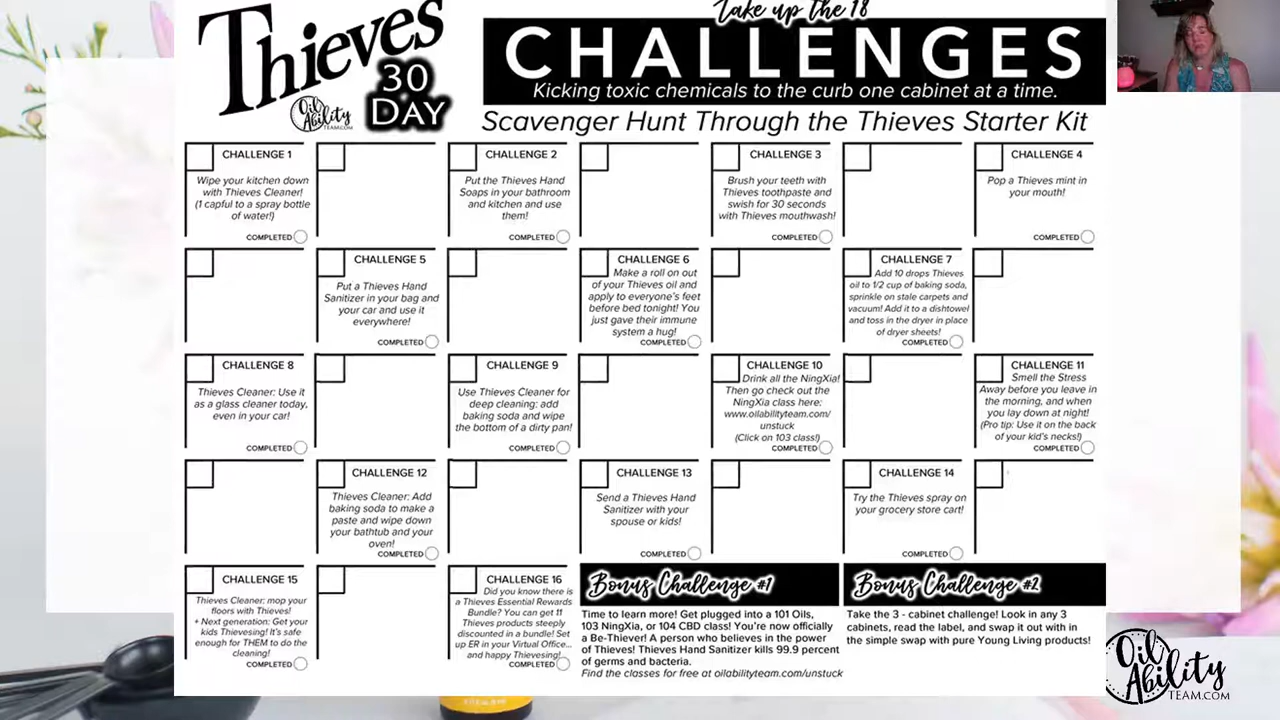 Thieves
30
DAY
Oil
Ability
TEAM.COM
Take up the 18
CHALLENGES
Kicking toxic chemicals to the curb one cabinet at a time.
Scavenger Hunt Through the Thieves Starter Kit
CHALLENGE 1
Wipe your kitchen down
with Thieves Cleaner!
(1 capful to a spray bottle
of water!)
COMPLETED
CHALLENGE 2
Put the Thieves Hand
Soaps in your bathroom
and kitchen and use
them!
COMPLETED
CHALLENGE 3
Brush your teeth with
Thieves toothpaste and
swish for 30 seconds
with Thieves mouthwash!
COMPLETED
CHALLENGE 4
Pop a Thieves mint in
your mouth!
COMPLETED
CHALLENGE 5
Put a Thieves Hand
Sanitizer in your bag and
your car and use it
everywhere!
COMPLETED
CHALLENGE 6
Make a roll on out
of your Thieves oil and
apply to everyone's feet
before bed tonight! You
just gave their immune
system a hug!
COMPLETED
CHALLENGE 7
Add 10 drops Thieves
oil to 1/2 cup of baking soda,
sprinkle on stale carpets and
vacuum! Add it to a dishtowel
and toss in the dryer in place
of dryer sheets!
COMPLETED
CHALLENGE 8
Thieves Cleaner: Use it
as a glass cleaner today,
even in your car!
COMPLETED
CHALLENGE 9
Use Thieves Cleaner for
deep cleaning: add
baking soda and wipe
the bottom of a dirty pan!
COMPLETED
CHALLENGE 10
Drink all the NingXia!
Then go check out the
NingXia class here:
www.oilabilityteam.com/
unstuck
(Click on 103 class!)
COMPLETED
CHALLENGE 11
Smell the Stress
Away before you leave in
the morning, and when
you lay down at night!
(Pro tip: Use it on the back
of your kid's necks!)
COMPLETED
CHALLENGE 12
Thieves Cleaner: Add
baking soda to make a
paste and wipe down
your bathtub and your
oven!
COMPLETED
CHALLENGE 13
Send a Thieves Hand
Sanitizer with your
spouse or kids!
COMPLETED
CHALLENGE 14
Try the Thieves spray on
your grocery store cart!
COMPLETED
CHALLENGE 15
Thieves Cleaner: mop your
floors with Thieves!
+ Next generation: Get your
kids Thievesing! It's safe
enough for THEM to do the
cleaning!
COMPLETED
CHALLENGE 16
Did you know there is
a Thieves Essential Rewards
Bundle? You can get 11
Thieves products steeply
discounted in a bundle! Set
up ER in your Virtual Office...
and happy Thievesing!
COMPLETED
Bonus Challenge #1
Time to learn more! Get plugged into a 101 Oils,
103 NingXia, or 104 CBD class! You're now officially
a Be-Thiever! A person who believes in the power
of Thieves! Thieves Hand Sanitizer kills 99.9 percent
of germs and bacteria.
Find the classes for free at oilabilityteam.com/unstuck
Bonus Challenge #2
Take the 3 - cabinet challenge! Look in any 3
cabinets, read the label, and swap it out with in
the simple swap with pure Young Living products!
Oil
Ability
TEAM.COM